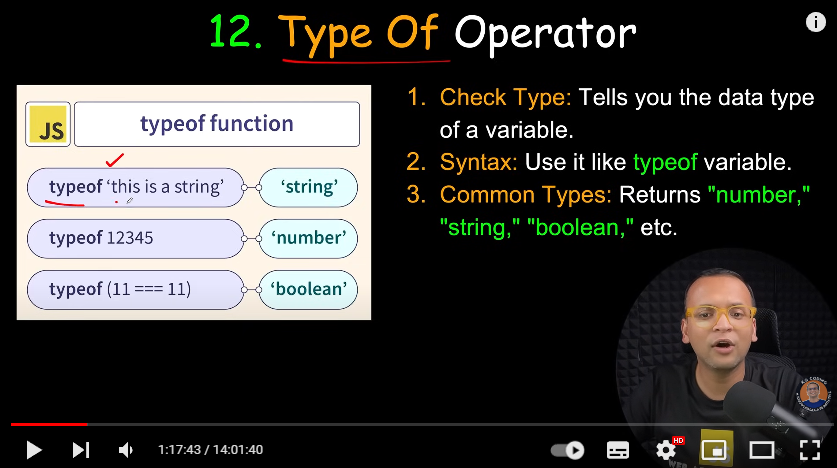 12. Type Of Operator
JS
typeof function
typeof ‘this is a string’
‘string’
typeof 12345
‘number’
typeof (11 === 11)
‘boolean’
1. Check Type: Tells you the data type
of a variable.
2. Syntax: Use it like typeof variable.
3. Common Types: Returns "number,"
"string," "boolean," etc.
1:17:43 / 14:01:40
HD